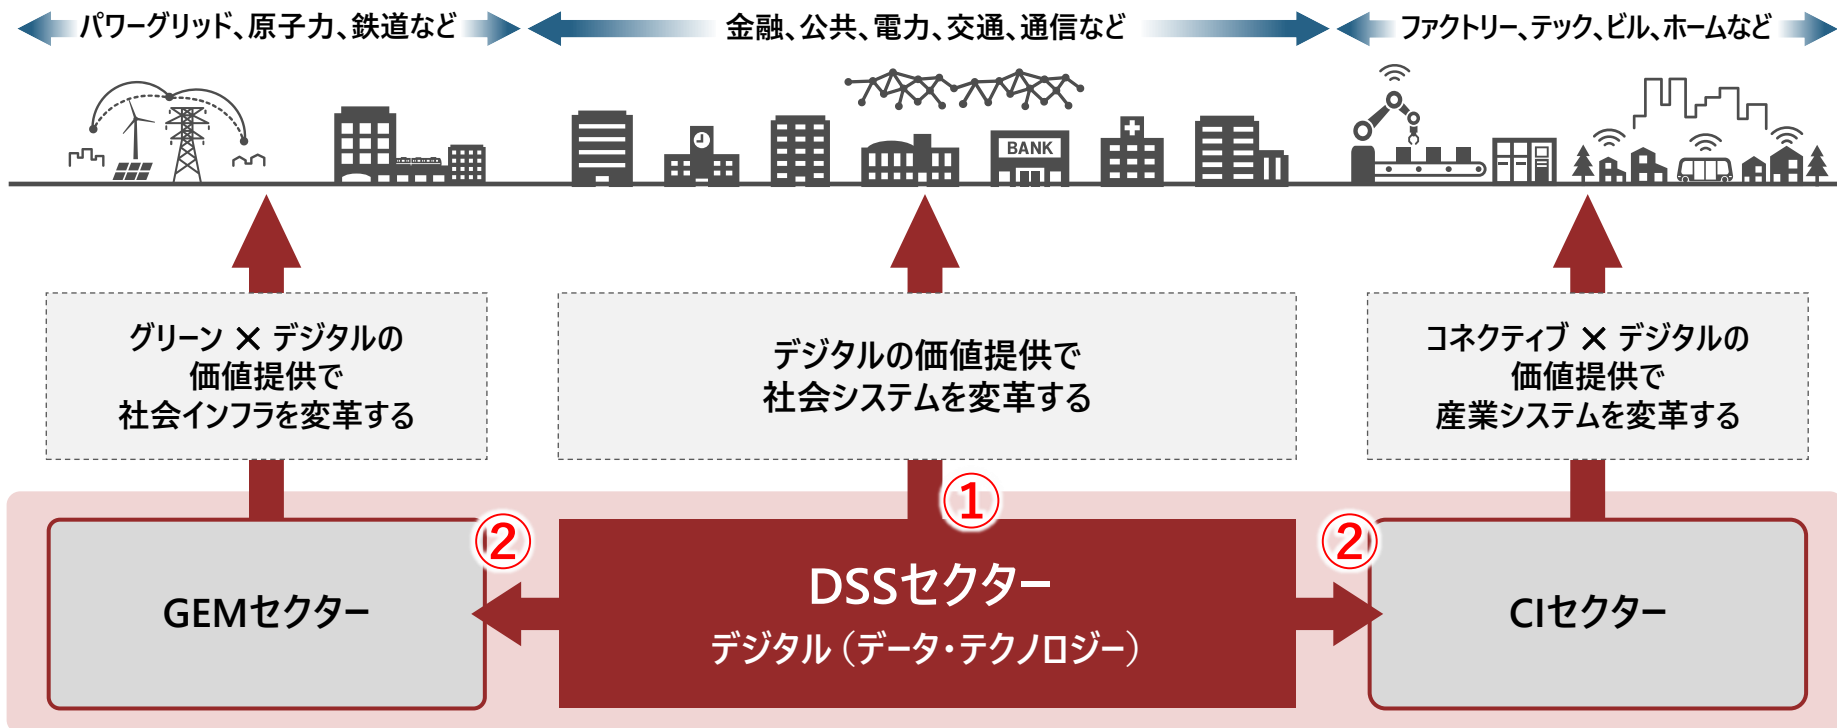 パワーグリッド、原子力、鉄道など
金融、公共、電力、交通、通信など
ファクトリー、テック、ビル、ホームなど
BANK
グリーン × デジタルの
価値提供で
社会インフラを変革する
デジタルの価値提供で
社会システムを変革する
コネクティブ × デジタルの
価値提供で
産業システムを変革する
①
②
②
GEMセクター
DSSセクター
デジタル（データ・テクノロジー）
CIセクター